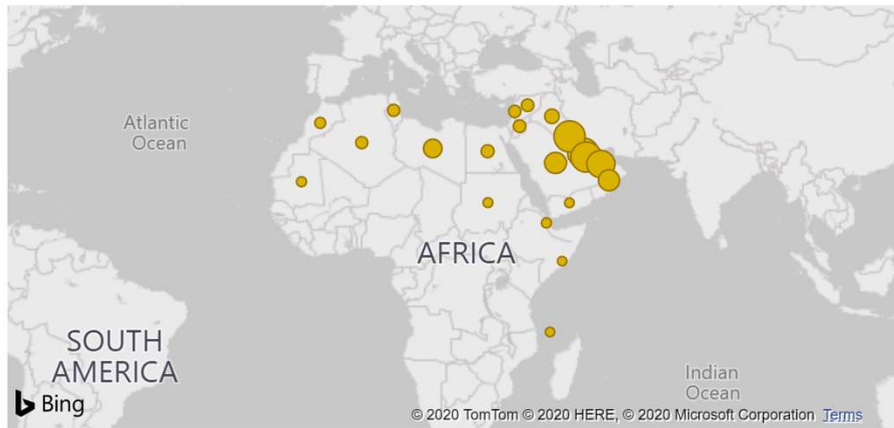 Atlantic
Ocean
AFRICA
SOUTH
AMERICA
Indian
Ocean
Bing
© 2020 TomTom © 2020 HERE, © 2020 Microsoft Corporation Terms